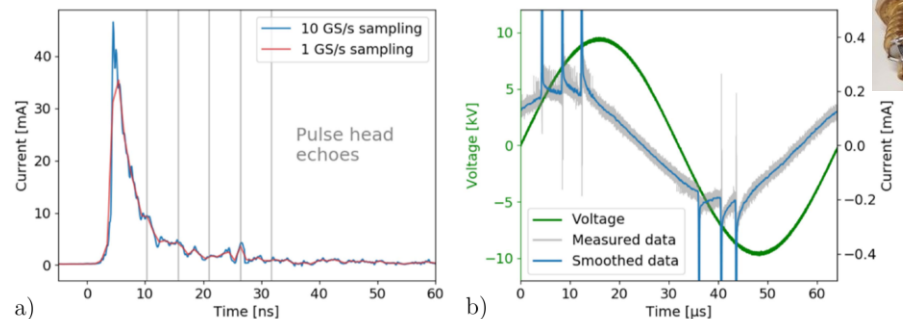 10 GS/s sampling
1 GS/s sampling
Pulse head
echoes
Current [mA]
40
30
20
10
0
0
10
20
30
40
50
60
Time [ns]
a)
Voltage [kV]
10
5
0
−5
−10
Voltage
Measured data
Smoothed data
0.4
0.2
0.0
−0.2
−0.4
Current [mA]
0
10
20
30
40
50
60
Time [µs]
b)